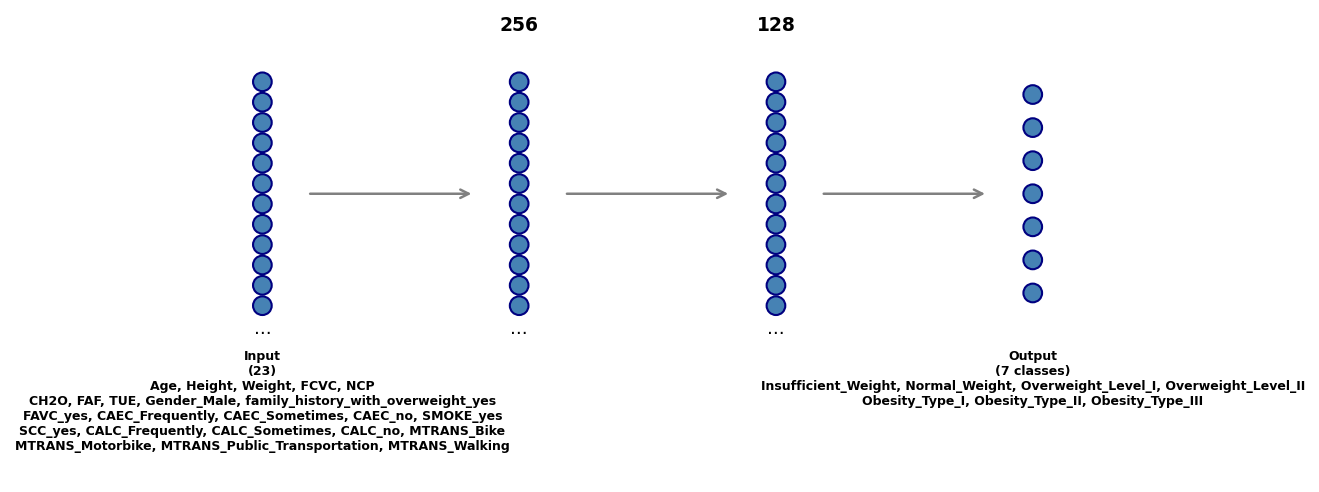 256
128
...
...
...
Input
(23)
Age, Height, Weight, FCVC, NCP
CH2O, FAF, TUE, Gender_Male, family_history_with_overweight_yes
FAVC_yes, CAEC_Frequently, CAEC_Sometimes, CAEC_no, SMOKE_yes
SCC_yes, CALC_Frequently, CALC_Sometimes, CALC_no, MTRANS_Bike
MTRANS_Motorbike, MTRANS_Public_Transportation, MTRANS_Walking
Output
(7 classes)
Insufficient_Weight, Normal_Weight, Overweight_Level_I, Overweight_Level_II
Obesity_Type_I, Obesity_Type_II, Obesity_Type_III